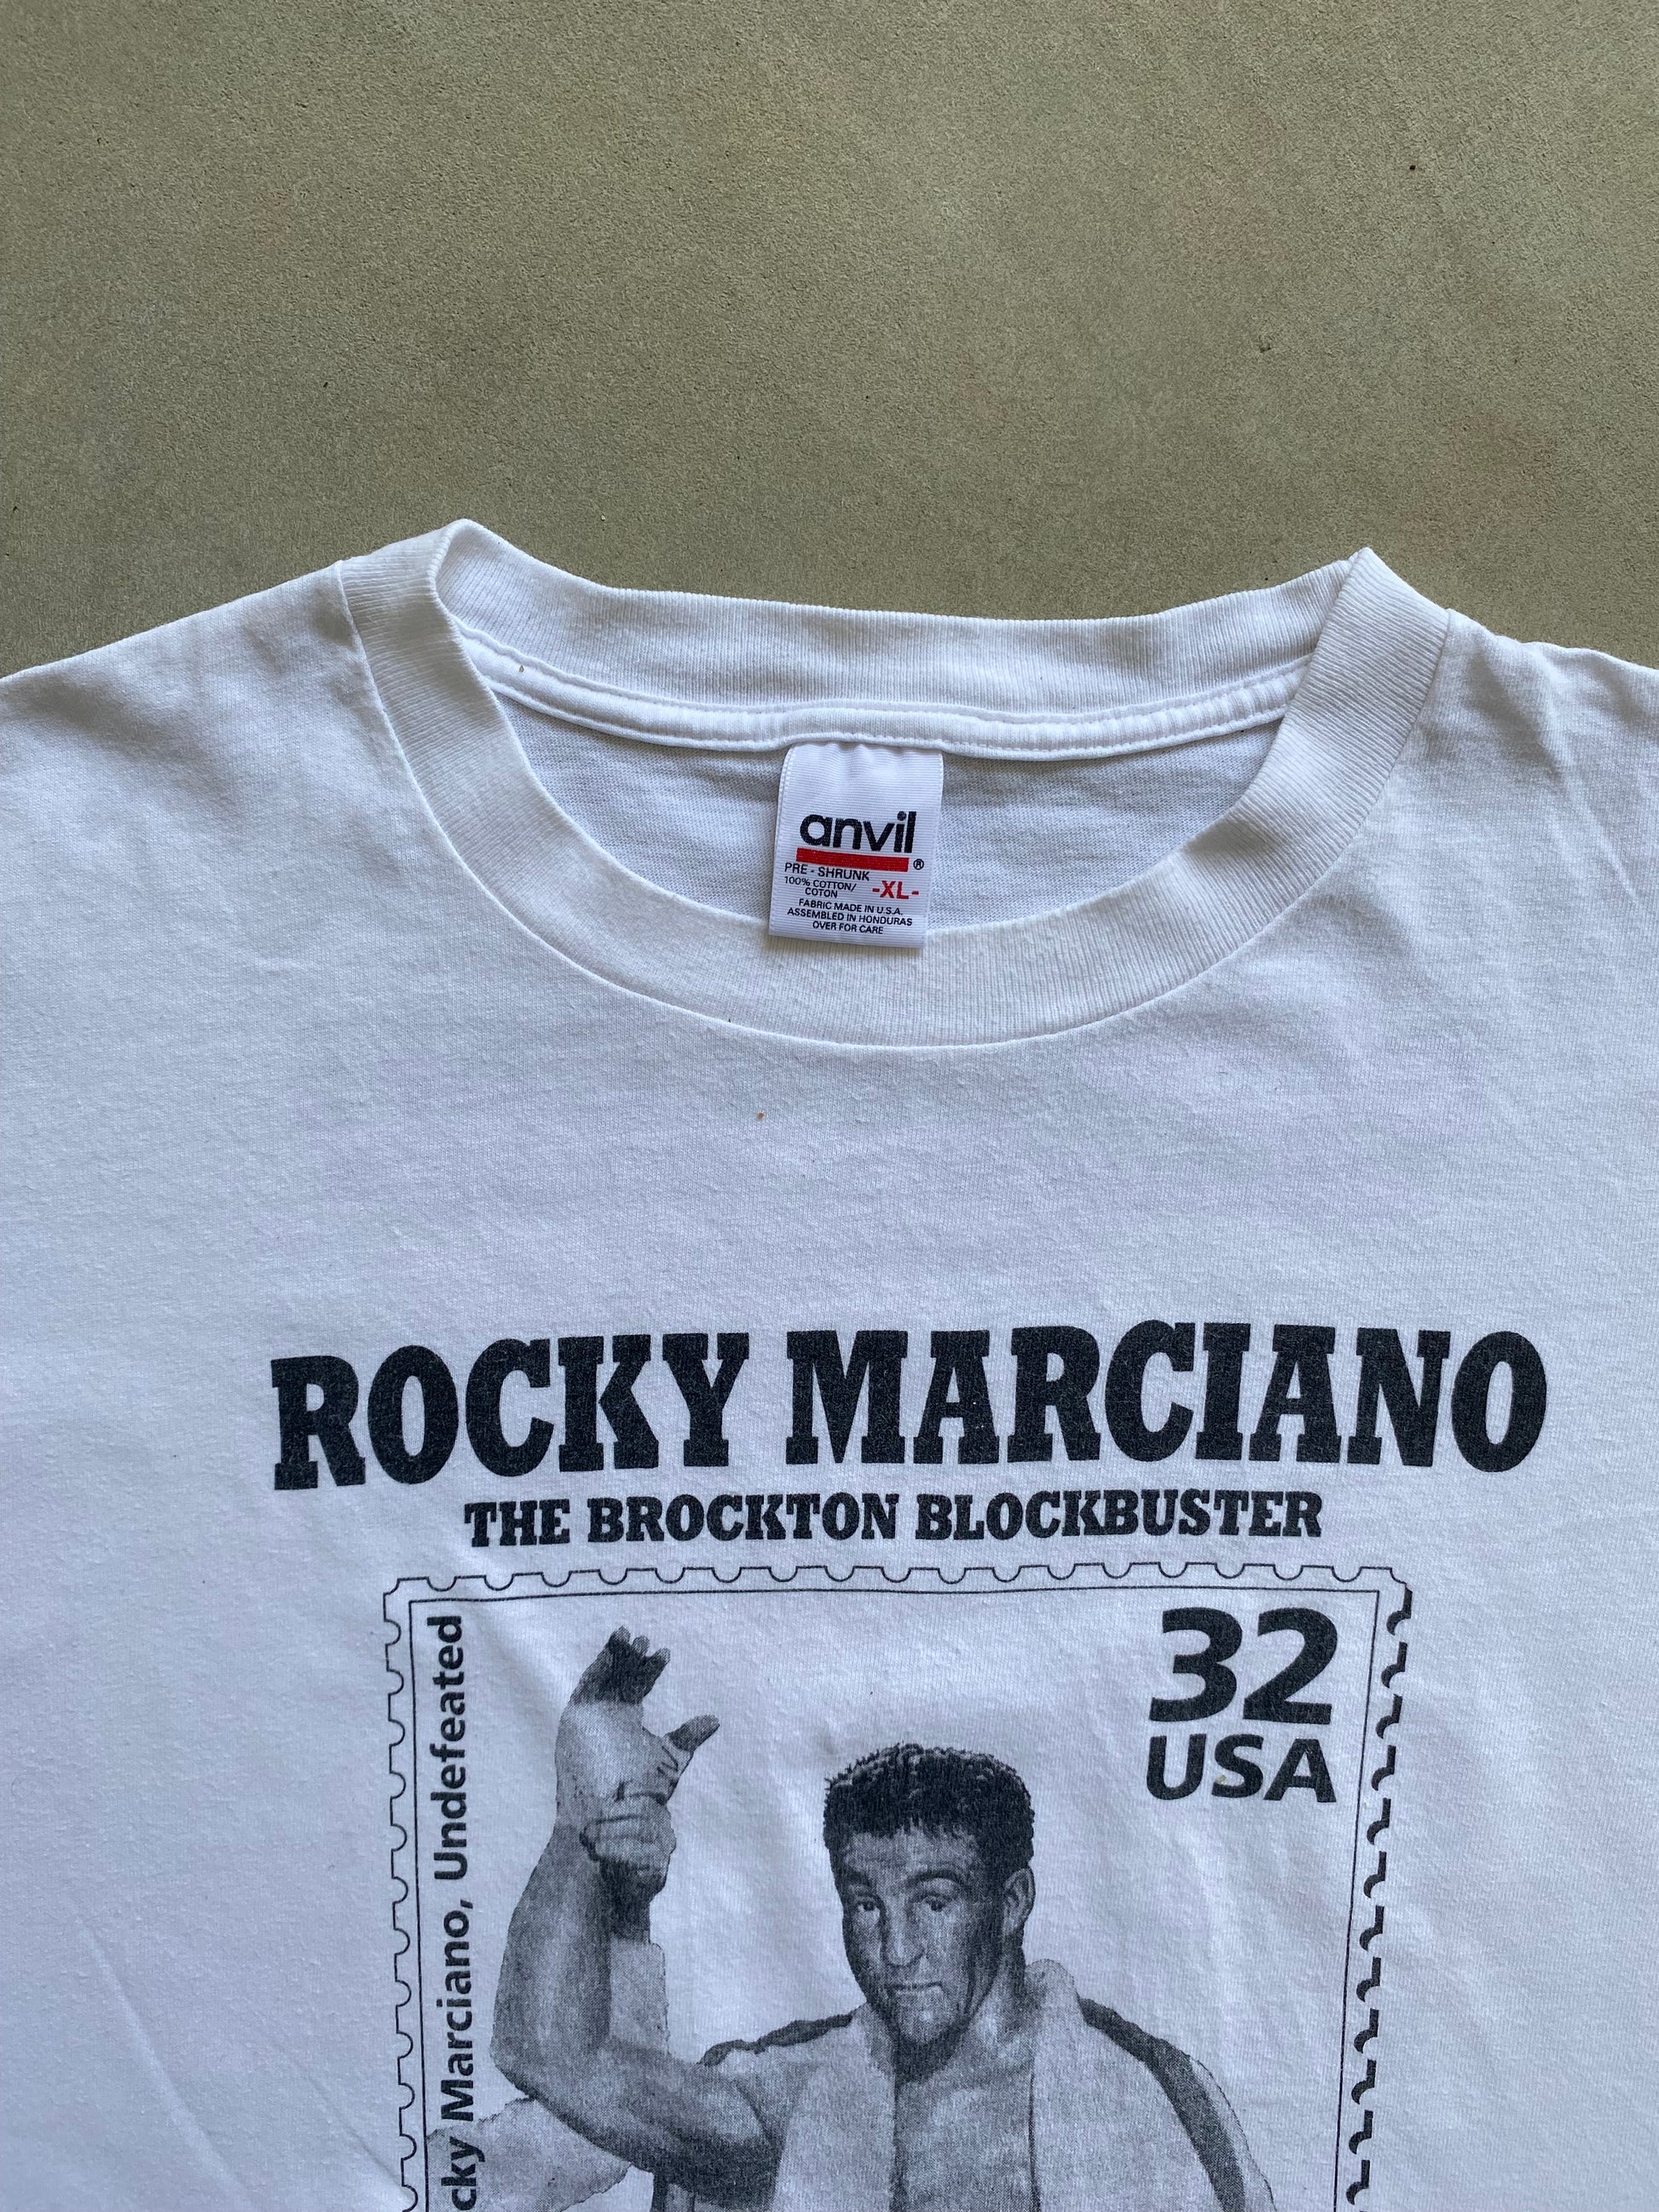 anvil
®
PRE - SHRUNK
100% COTTON/
COTON
-XL-
FABRIC MADE IN U.S.A.
ASSEMBLED IN HONDURAS
OVER FOR CARE
ROCKY MARCIANO
THE BROCKTON BLOCKBUSTER
cky Marciano, Undefeated
32
USA